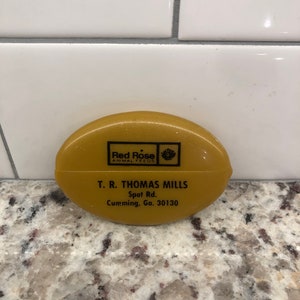 Red Rose
ANIMAL FEEDS
T. R. THOMAS MILLS
Spot Rd.
Cumming, Ga. 30130